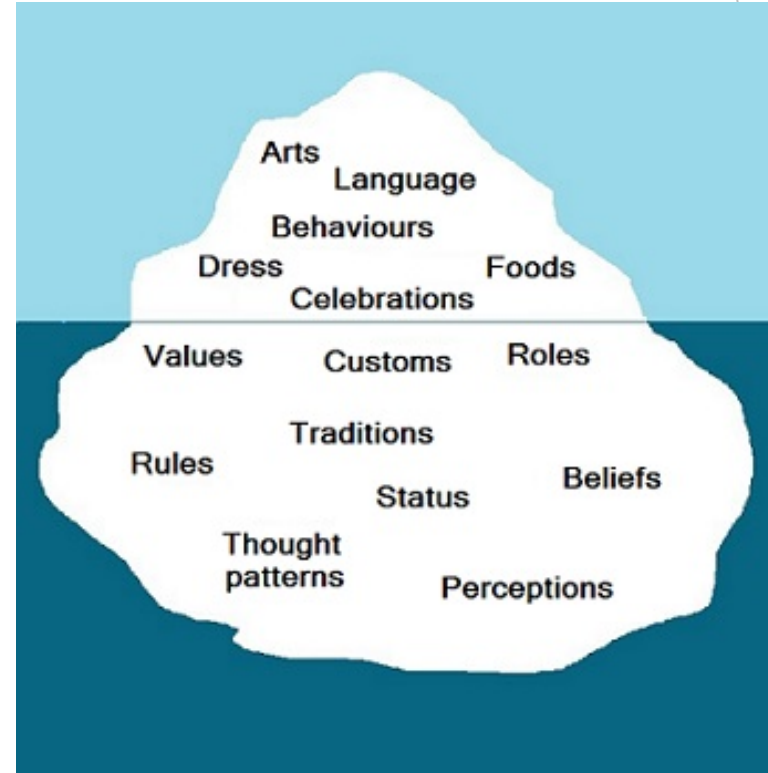 Arts
Language
Behaviours
Dress
Foods
Celebrations
Values
Customs
Roles
Traditions
Rules
Beliefs
Status
Thought
patterns
Perceptions